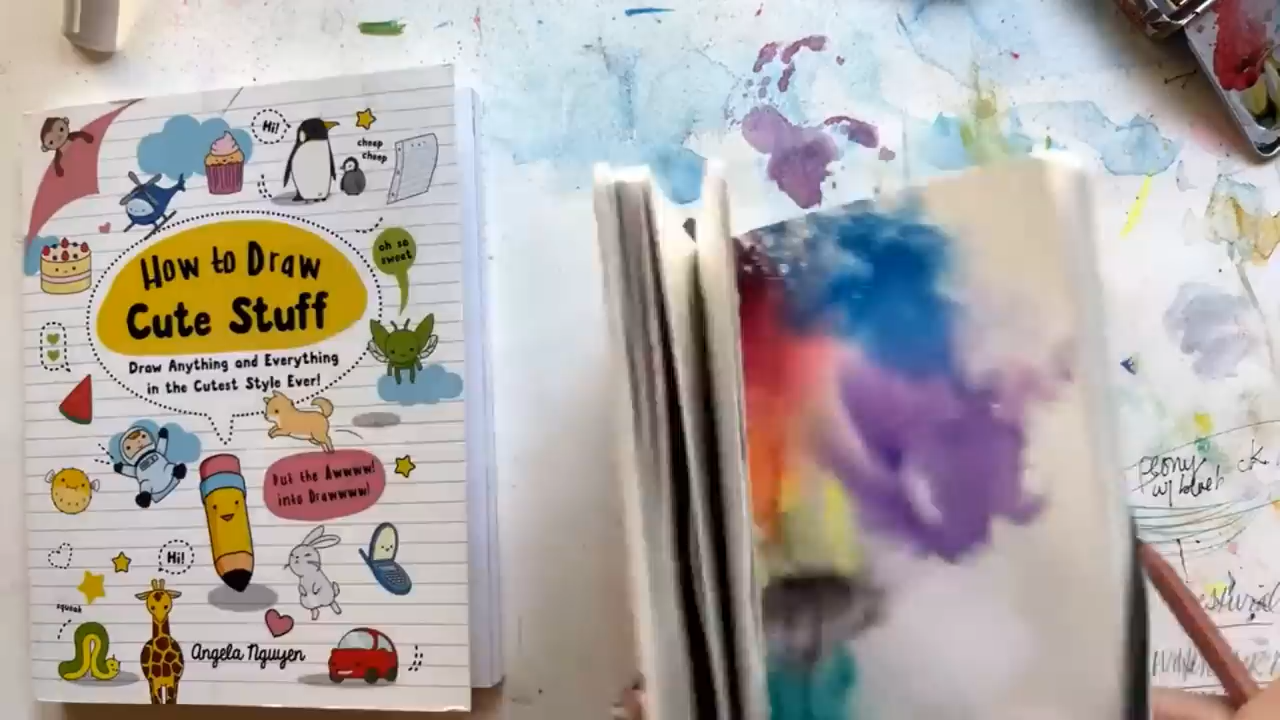 Hi!
cheep
cheep
oh so
sweet
How to Draw
Cute Stuff
Draw Anything and Everything
in the Cutest Style Ever!
Put the Awwww!
into Drawwww!
Hi!
squeak
Angela Nguyen
peony
w/